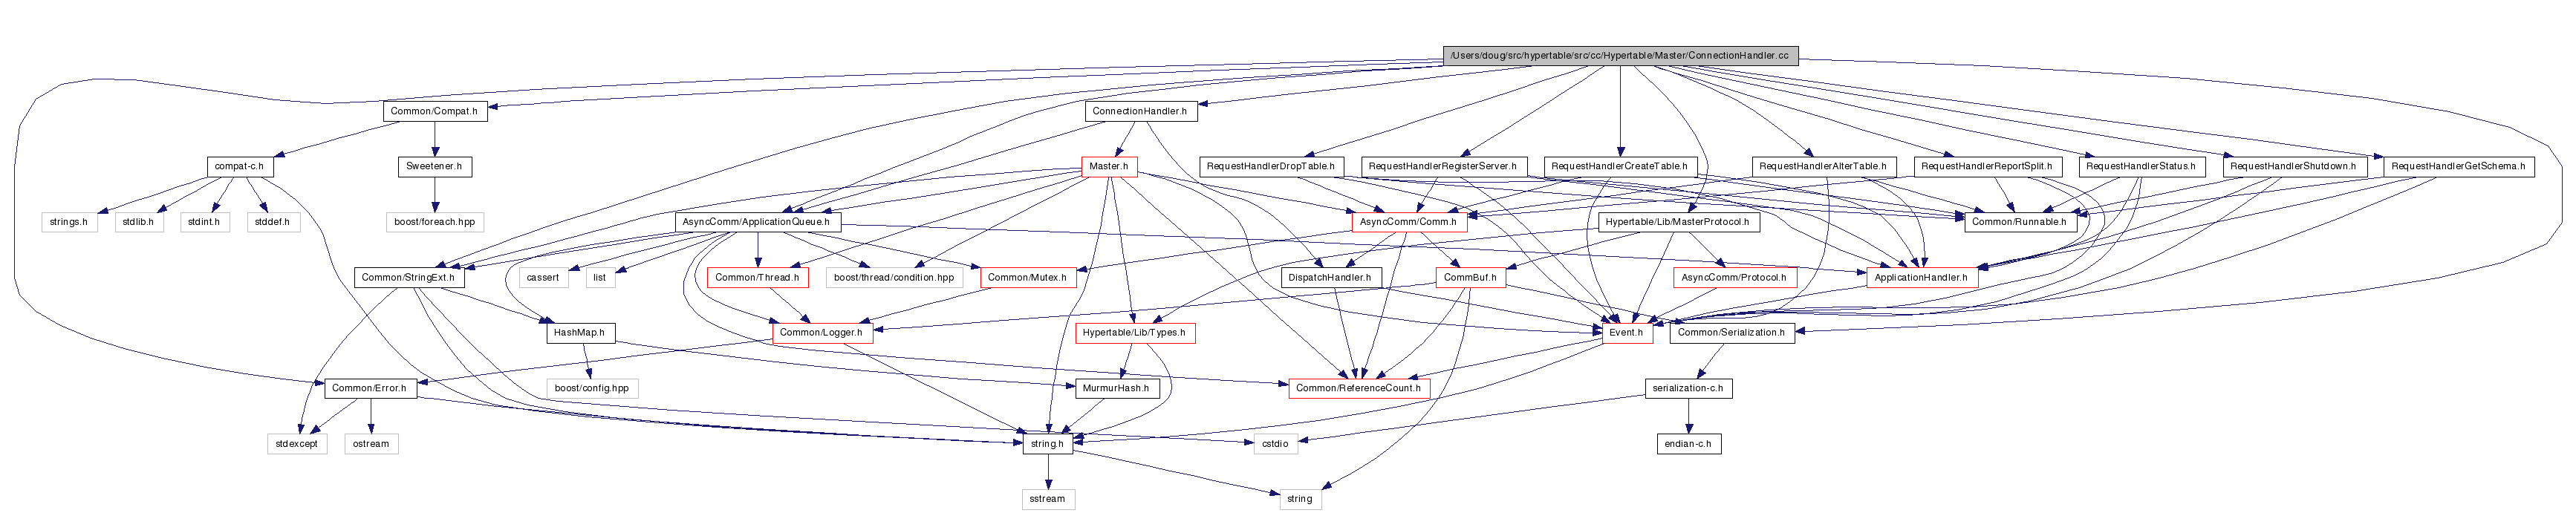 /Users/doug/src/hypertable/src/cc/Hypertable/Master/ConnectionHandler.cc
Common/Compat.h
ConnectionHandler.h
compat-c.h
Sweetener.h
Master.h
RequestHandlerDropTable.h
RequestHandlerRegisterServer.h
RequestHandlerCreateTable.h
RequestHandlerAlterTable.h
RequestHandlerReportSplit.h
RequestHandlerStatus.h
RequestHandlerShutdown.h
RequestHandlerGetSchema.h
strings.h
stdlib.h
stdint.h
stddef.h
boost/foreach.hpp
AsyncComm/ApplicationQueue.h
AsyncComm/Comm.h
Hypertable/Lib/MasterProtocol.h
Common/Runnable.h
Common/StringExt.h
cassert
list
Common/Thread.h
boost/thread/condition.hpp
Common/Mutex.h
DispatchHandler.h
CommBuf.h
AsyncComm/Protocol.h
ApplicationHandler.h
HashMap.h
Common/Logger.h
Hypertable/Lib/Types.h
Event.h
Common/Serialization.h
Common/Error.h
boost/config.hpp
MurmurHash.h
Common/ReferenceCount.h
serialization-c.h
stdexcept
ostream
string.h
cstdio
endian-c.h
sstream
string